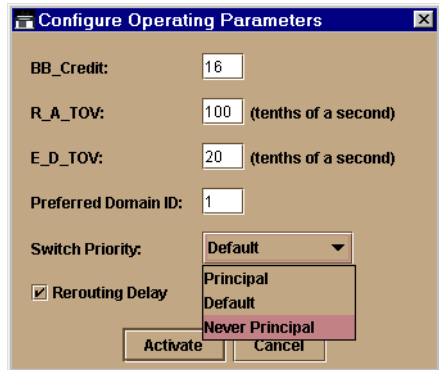 Configure Operating Parameters
BB_Credit: 16
R_A_TOV: 100 (tenths of a second)
E_D_TOV: 20 (tenths of a second)
Preferred Domain ID: 1
Switch Priority: Default
Principal
Default
Never Principal
Rerouting Delay
Activate Cancel